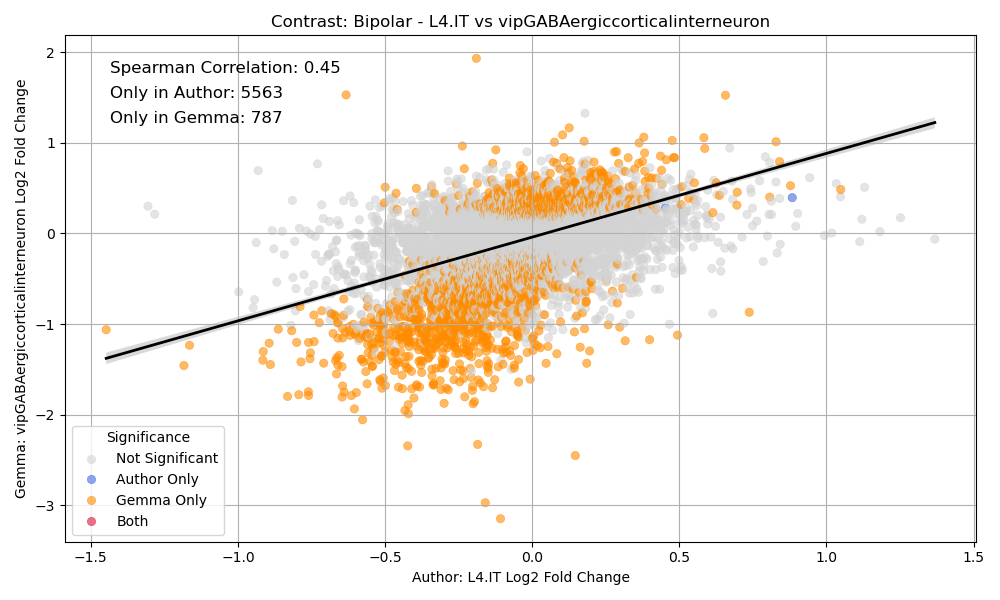 Contrast: Bipolar - L4.IT vs vipGABAergiccorticalinterneuron
Spearman Correlation: 0.45
Only in Author: 5563
Only in Gemma: 787
Gemma: vipGABAergiccorticalinterneuron Log2 Fold Change
2
1
0
−1
−2
−3
Significance
Not Significant
Author Only
Gemma Only
Both
−1.5 −1.0 −0.5 0.0 0.5 1.0 1.5
Author: L4.IT Log2 Fold Change